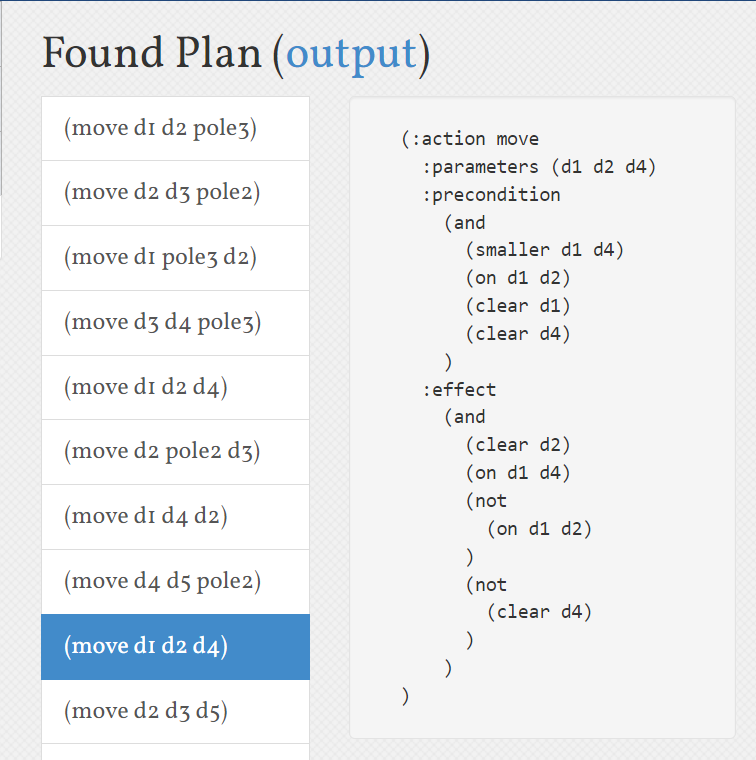 Found Plan (output)
(move d1 d2 pole3)
(move d2 d3 pole2)
(move d1 pole3 d2)
(move d3 d4 pole3)
(move d1 d2 d4)
(move d2 pole2 d3)
(move d1 d4 d2)
(move d4 d5 pole2)
(move d1 d2 d4)
(move d2 d3 d5)
(:action move
:parameters (d1 d2 d4)
:precondition
(and
(smaller d1 d4)
(on d1 d2)
(clear d1)
(clear d4)
)
:effect
(and
(clear d2)
(on d1 d4)
(not
(on d1 d2)
)
(not
(clear d4)
)
)
)